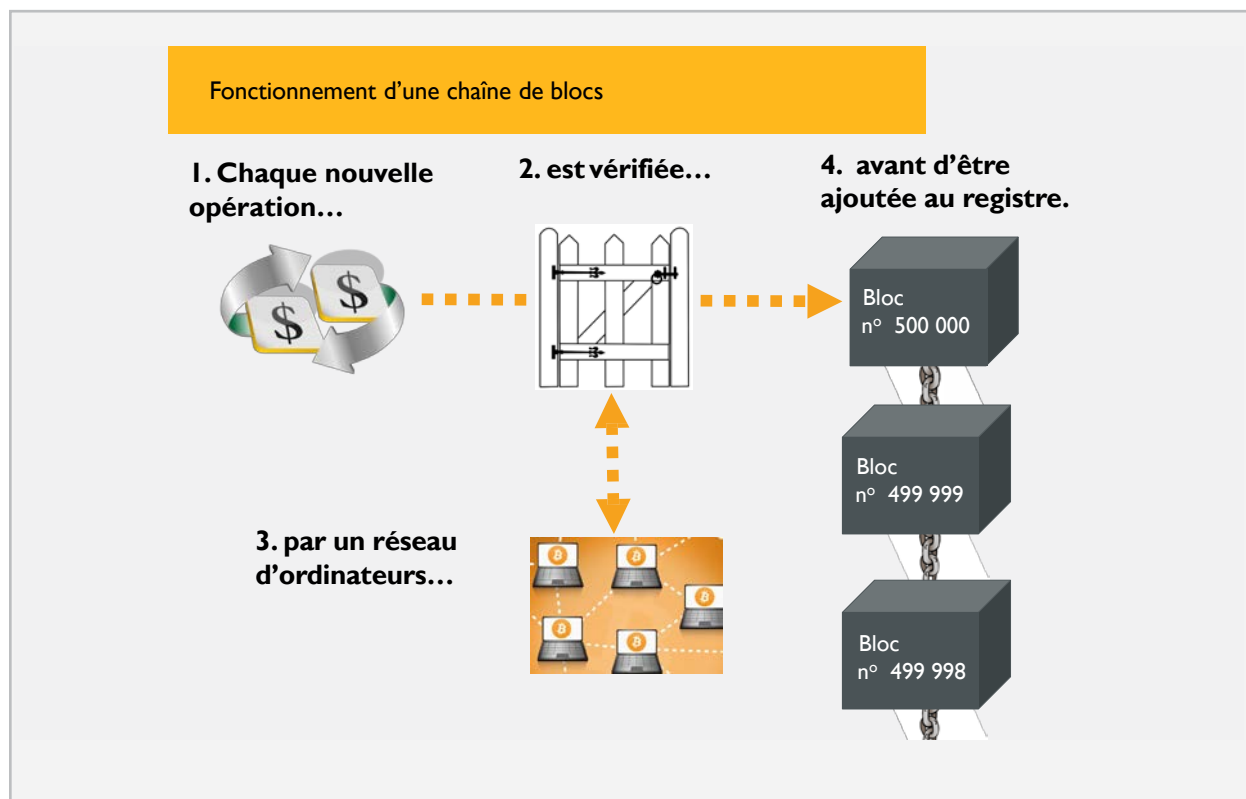 Fonctionnement d’une chaîne de blocs
1. Chaque nouvelle
opération…
2. est vérifiée…
3. par un réseau
d’ordinateurs…
4. avant d’être
ajoutée au registre.
$
$
Bloc
nº 500 000
Bloc
nº 499 999
Bloc
nº 499 998